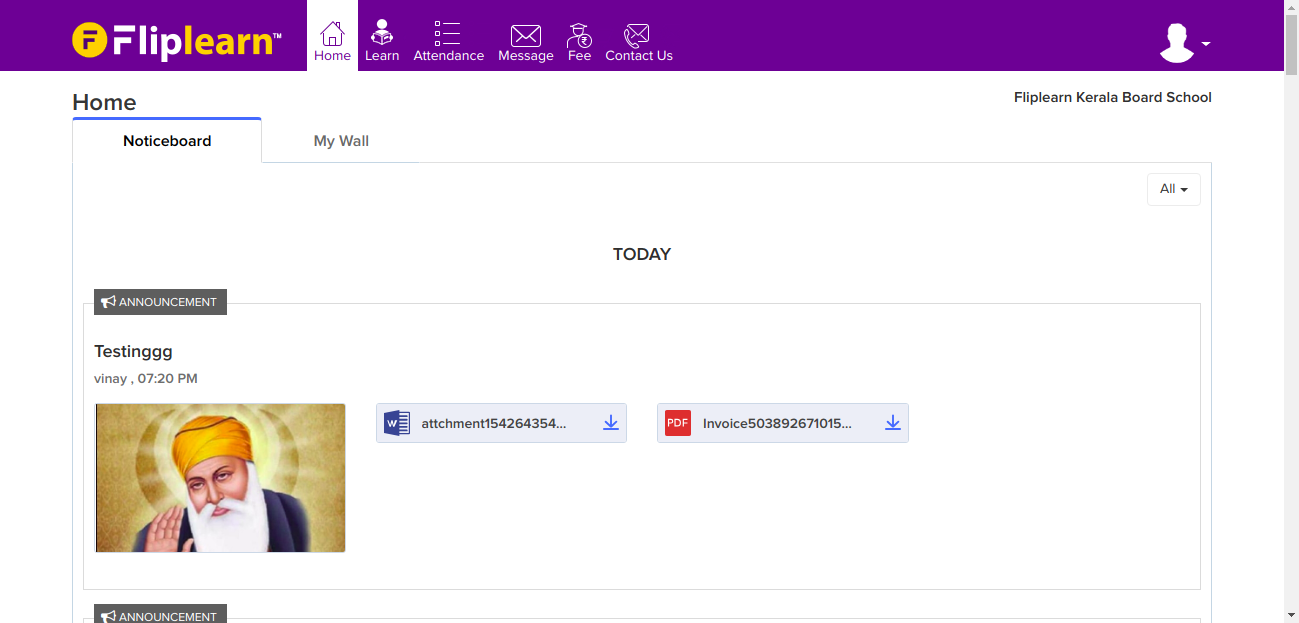 Fliplearn™
Home
Learn
Attendance
Message
Fee
Contact Us
Home
Fliplearn Kerala Board School
Noticeboard
My Wall
All
TODAY
ANNOUNCEMENT
Testinggg
vinay , 07:20 PM
W
attchment154264354...
PDF
Invoice503892671015...
ANNOUNCEMENT